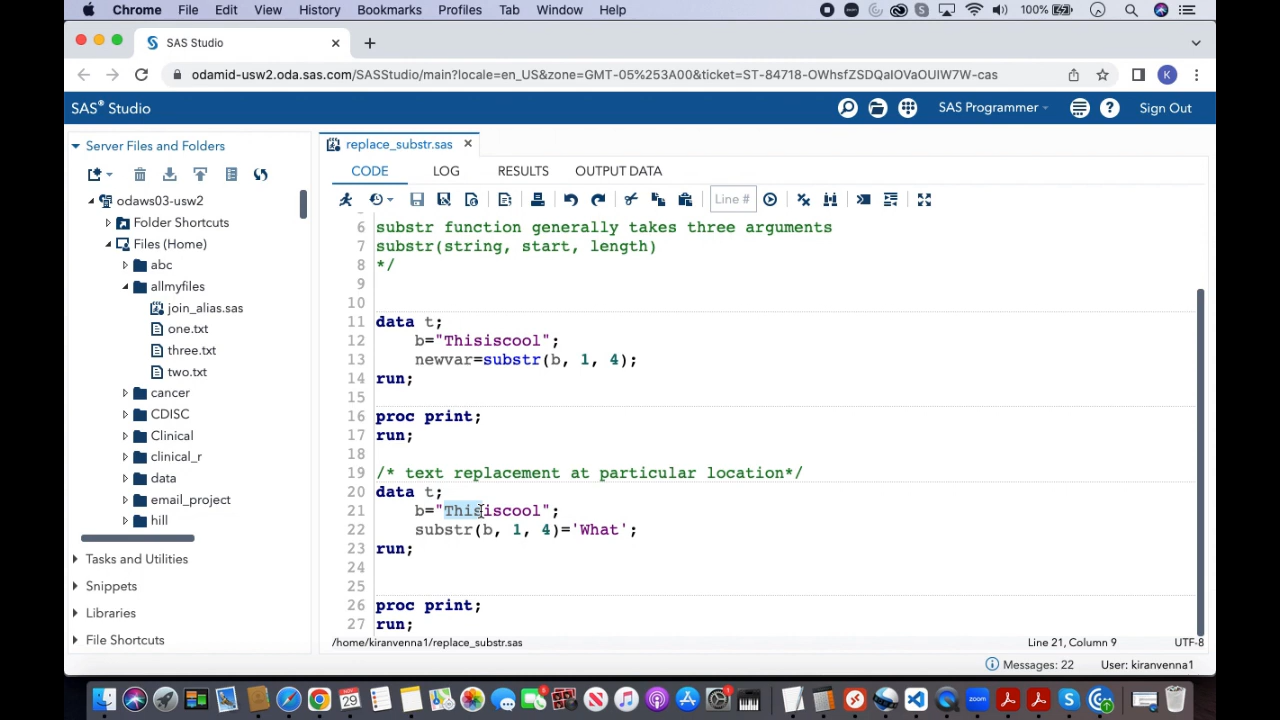 Chrome File Edit View History Bookmarks Profiles Tab Window Help 100%
SAS Studio
odamid-usw2.oda.sas.com/SASStudio/main?locale=en_US&zone=GMT-05%253A00&ticket=ST-84718-OWhsfZSDQaIOVaOUIW7W-cas K
SAS® Studio SAS Programmer Sign Out
Server Files and Folders
replace_substr.sas
CODE LOG RESULTS OUTPUT DATA
Line #
odaws03-usw2
Folder Shortcuts
Files (Home)
abc
allmyfiles
join_alias.sas
one.txt
three.txt
two.txt
cancer
CDISC
Clinical
clinical_r
data
email_project
hill
Tasks and Utilities
Snippets
Libraries
File Shortcuts
6 substr function generally takes three arguments
7 substr(string, start, length)
8 */
9
10
11 data t;
12 b="Thisiscool";
13 newvar=substr(b, 1, 4);
14 run;
15
16 proc print;
17 run;
18
19 /* text replacement at particular location*/
20 data t;
21 b="Thisiscool";
22 substr(b, 1, 4)='What';
23 run;
24
25
26 proc print;
27 run;
/home/kiranvenna1/replace_substr.sas Line 21, Column 9 UTF-8
Messages: 22 User: kiranvenna1